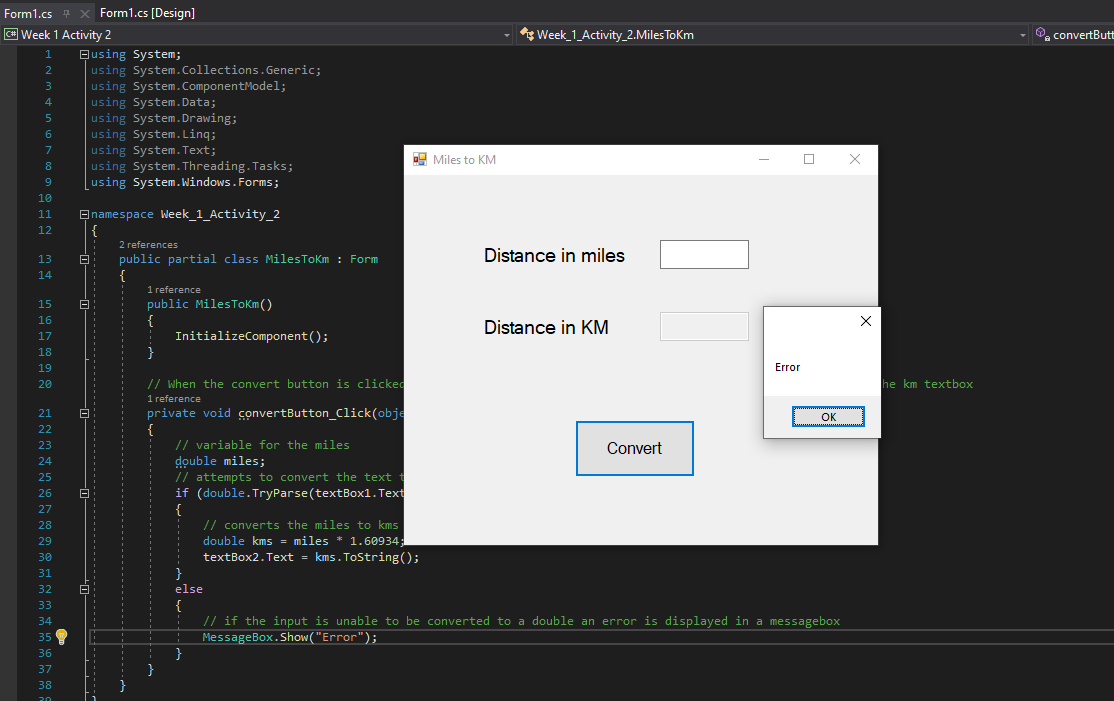 Form1.cs Form1.cs [Design]
C# Week 1 Activity 2 Week_1_Activity_2.MilesToKm convertButt
1 using System;
2 using System.Collections.Generic;
3 using System.ComponentModel;
4 using System.Data;
5 using System.Drawing;
6 using System.Linq;
7 using System.Text;
8 using System.Threading.Tasks;
9 using System.Windows.Forms;
10
11 namespace Week_1_Activity_2
12 {
2 references
13 public partial class MilesToKm : Form
14 {
1 reference
15 public MilesToKm()
16 {
17 InitializeComponent();
18 }
19
20 // When the convert button is clicked he km textbox
1 reference
21 private void convertButton_Click(obje
22 {
23 // variable for the miles
24 double miles;
25 // attempts to convert the text t
26 if (double.TryParse(textBox1.Text
27 {
28 // converts the miles to kms
29 double kms = miles * 1.60934;
30 textBox2.Text = kms.ToString();
31 }
32 else
33 {
34 // if the input is unable to be converted to a double an error is displayed in a messagebox
35 MessageBox.Show("Error");
36 }
37 }
38 }
39 }
Miles to KM
Distance in miles
Distance in KM
Convert
Error
OK